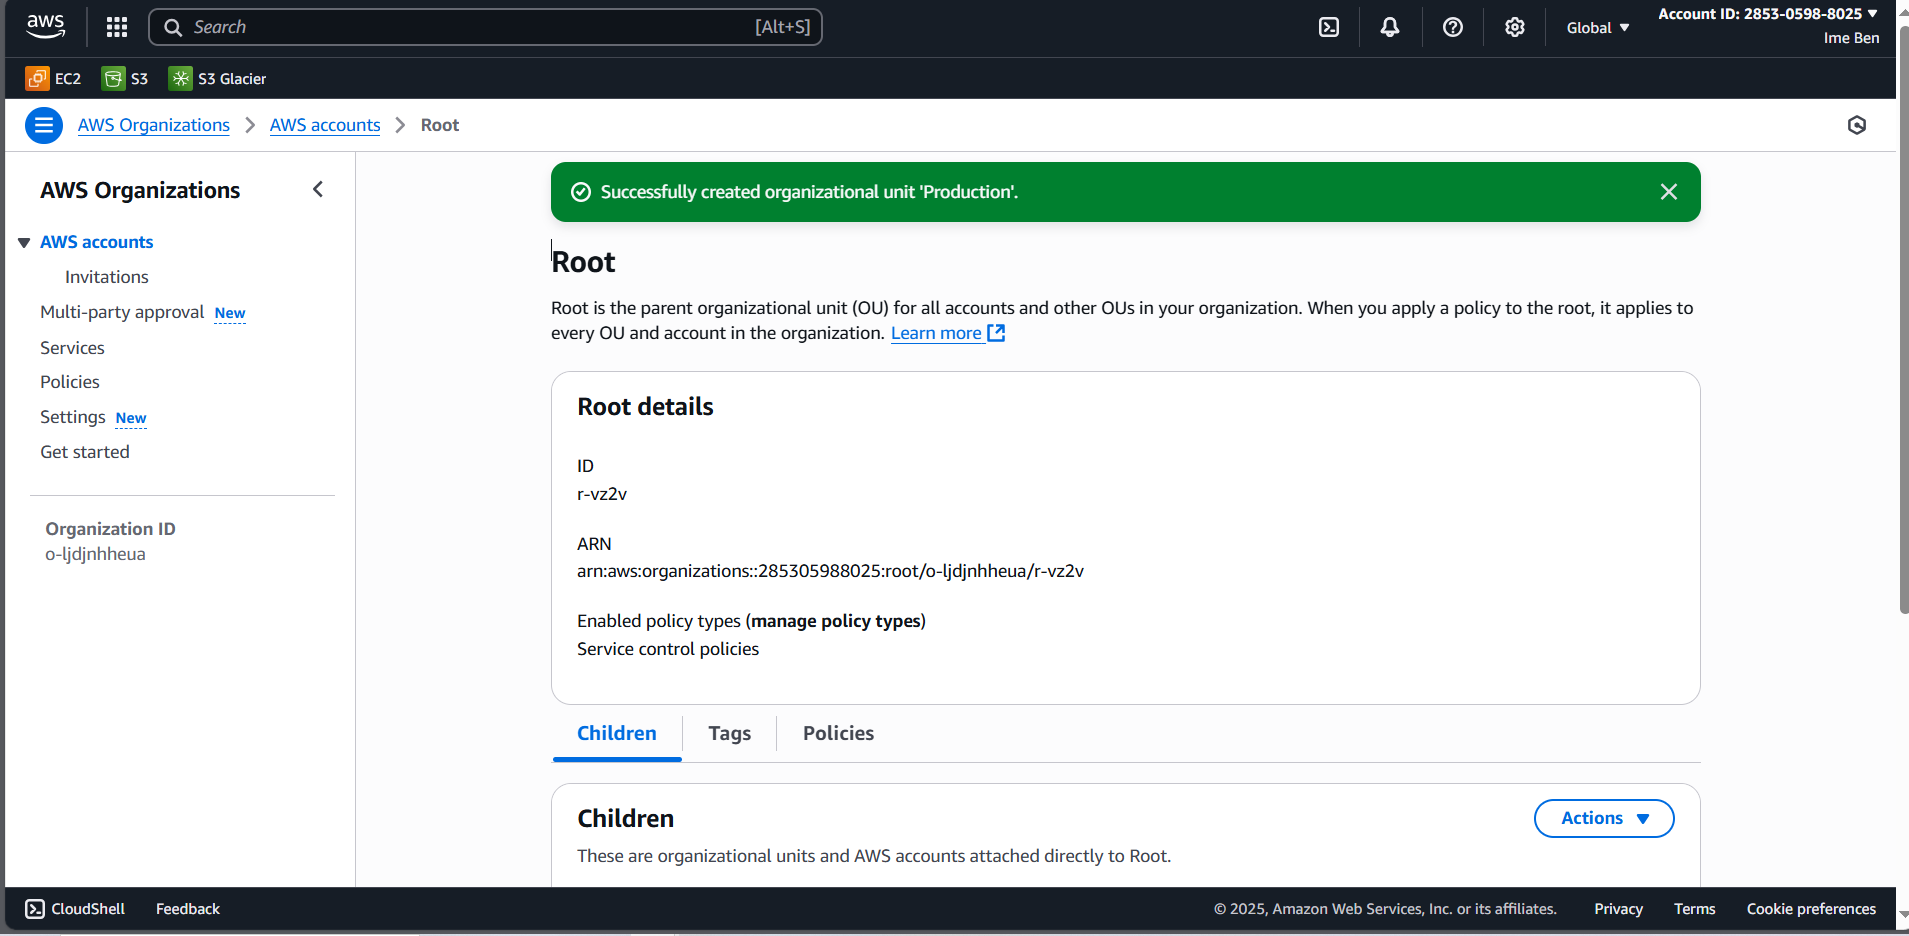 aws
Search [Alt+S]
Global
Account ID: 2853-0598-8025
Ime Ben
EC2 S3 S3 Glacier
AWS Organizations AWS accounts Root
AWS Organizations
AWS accounts
Invitations
Multi-party approval New
Services
Policies
Settings New
Get started
Organization ID
o-ljdjnhheua
Successfully created organizational unit 'Production'.
Root
Root is the parent organizational unit (OU) for all accounts and other OUs in your organization. When you apply a policy to the root, it applies to
every OU and account in the organization. Learn more
Root details
ID
r-vz2v
ARN
arn:aws:organizations::285305988025:root/o-ljdjnhheua/r-vz2v
Enabled policy types (manage policy types)
Service control policies
Children Tags Policies
Children
Actions
These are organizational units and AWS accounts attached directly to Root.
CloudShell Feedback © 2025, Amazon Web Services, Inc. or its affiliates. Privacy Terms Cookie preferences